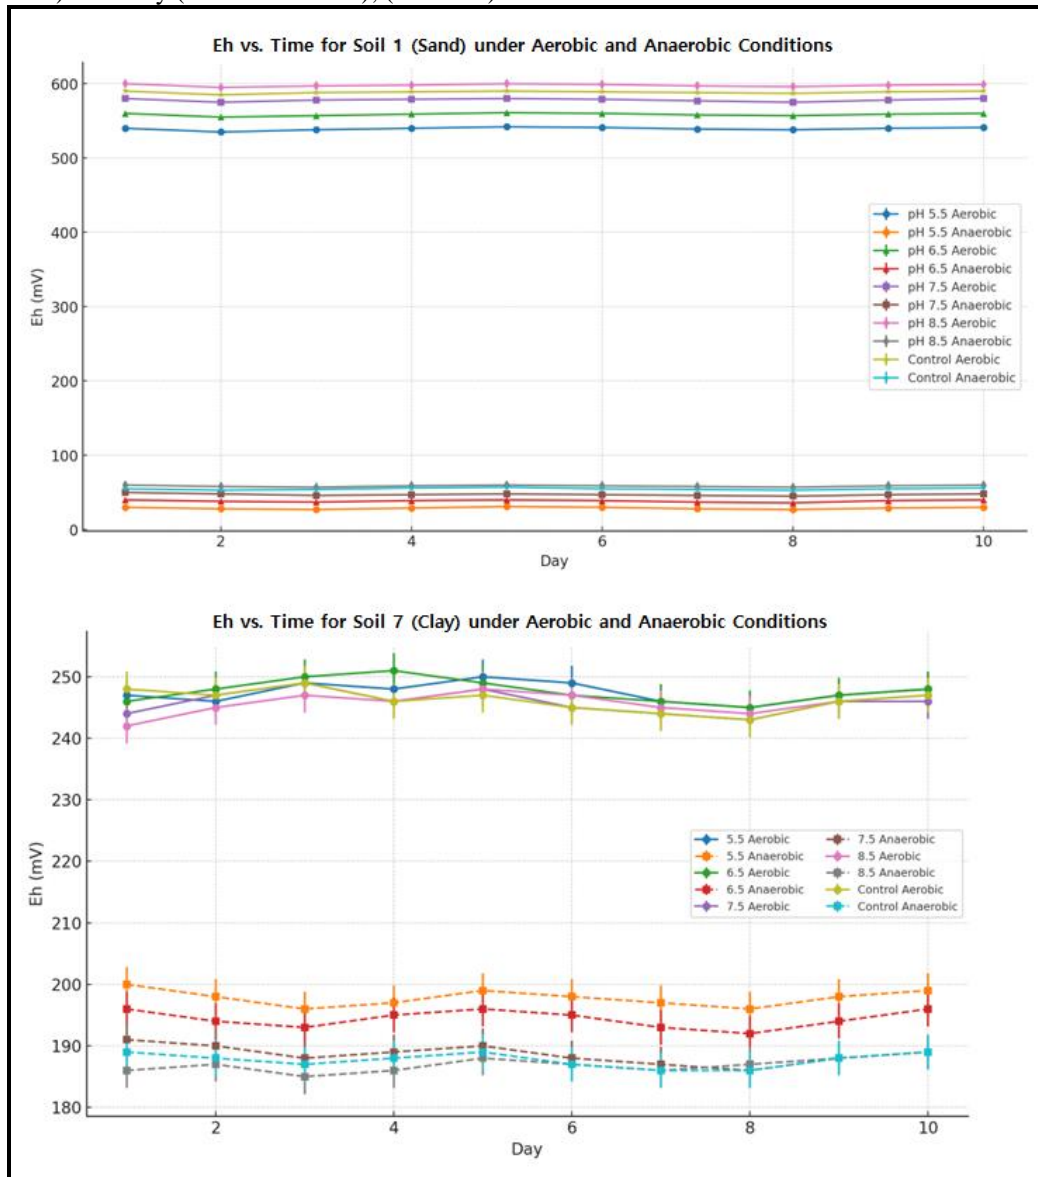 Eh vs. Time for Soil 1 (Sand) under Aerobic and Anaerobic Conditions
600
500
400
300
200
100
0
Eh (mV)
pH 5.5 Aerobic
pH 5.5 Anaerobic
pH 6.5 Aerobic
pH 6.5 Anaerobic
pH 7.5 Aerobic
pH 7.5 Anaerobic
pH 8.5 Aerobic
pH 8.5 Anaerobic
Control Aerobic
Control Anaerobic
2 4 6 8 10
Day
Eh vs. Time for Soil 7 (Clay) under Aerobic and Anaerobic Conditions
250
240
230
220
210
200
190
180
Eh (mV)
5.5 Aerobic 7.5 Anaerobic
5.5 Anaerobic 8.5 Aerobic
6.5 Aerobic 8.5 Anaerobic
6.5 Anaerobic Control Aerobic
7.5 Aerobic Control Anaerobic
2 4 6 8 10
Day